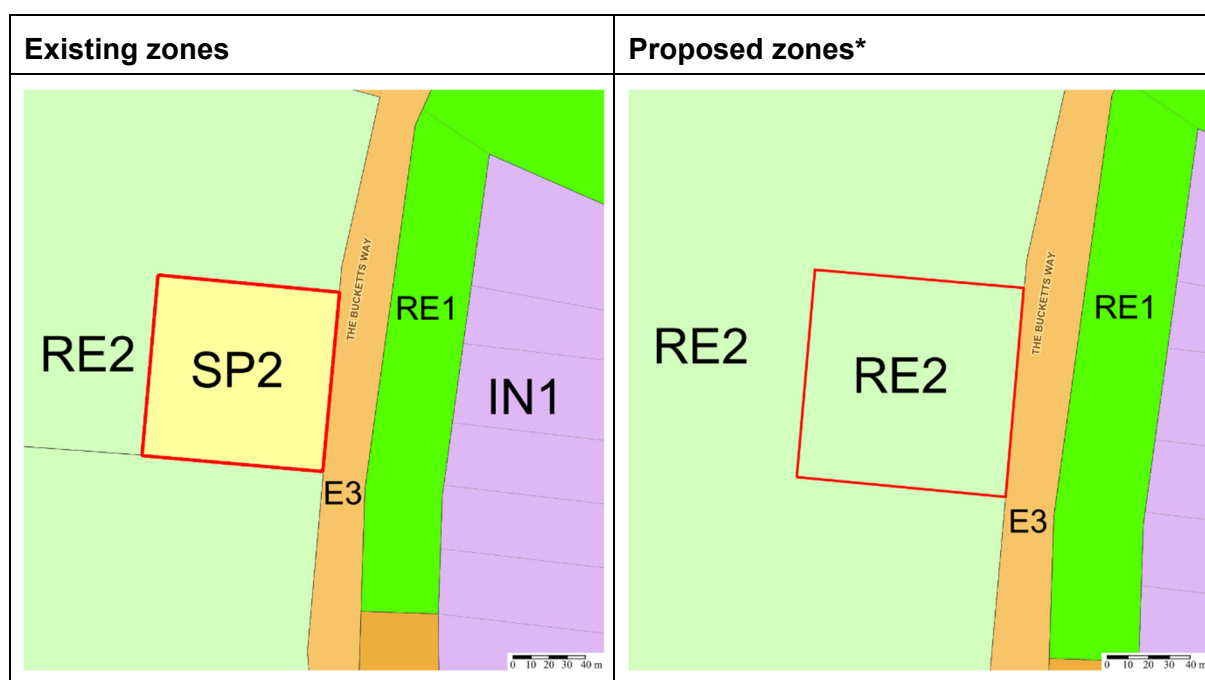 Existing zones
Proposed zones*
THE BUCKETTS WAY
RE1
RE2
SP2
IN1
E3
0 10 20 30 40 m
THE BUCKETTS WAY
RE1
RE2
RE2
E3
0 10 20 30 40 m